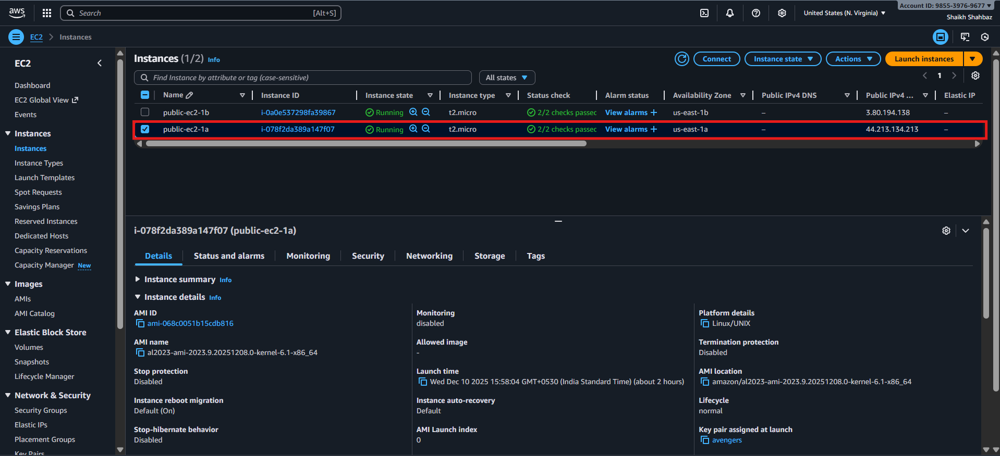 aws
Search [Alt+S]
United States (N. Virginia)
Account ID: 9855-3976-9677
Shaikh Shahbaz
EC2 Instances
EC2
Dashboard
EC2 Global View
Events
Instances
Instances
Instance Types
Launch Templates
Spot Requests
Savings Plans
Reserved Instances
Dedicated Hosts
Capacity Reservations
Capacity Manager New
Images
AMIs
AMI Catalog
Elastic Block Store
Volumes
Snapshots
Lifecycle Manager
Network & Security
Security Groups
Elastic IPs
Placement Groups
Key Pairs
Instances (1/2) Info
Connect Instance state Actions Launch instances
Find Instance by attribute or tag (case-sensitive) All states 1
Name Instance ID Instance state Instance type Status check Alarm status Availability Zone Public IPv4 DNS Public IPv4 ... Elastic IP
public-ec2-1b i-0a0e537298fa39867 Running t2.micro 2/2 checks passec View alarms + us-east-1b – 3.80.194.138 –
public-ec2-1a i-078f2da389a147f07 Running t2.micro 2/2 checks passec View alarms + us-east-1a – 44.213.134.213 –
i-078f2da389a147f07 (public-ec2-1a)
Details Status and alarms Monitoring Security Networking Storage Tags
Instance summary Info
Instance details Info
AMI ID
ami-068c0051b15cdb816
AMI name
al2023-ami-2023.9.20251208.0-kernel-6.1-x86_64
Stop protection
Disabled
Instance reboot migration
Default (On)
Stop-hibernate behavior
Disabled
Monitoring
disabled
Allowed image
-
Launch time
Wed Dec 10 2025 15:58:04 GMT+0530 (India Standard Time) (about 2 hours)
Instance auto-recovery
Default
AMI Launch index
0
Platform details
Linux/UNIX
Termination protection
Disabled
AMI location
amazon/al2023-ami-2023.9.20251208.0-kernel-6.1-x86_64
Lifecycle
normal
Key pair assigned at launch
avengers